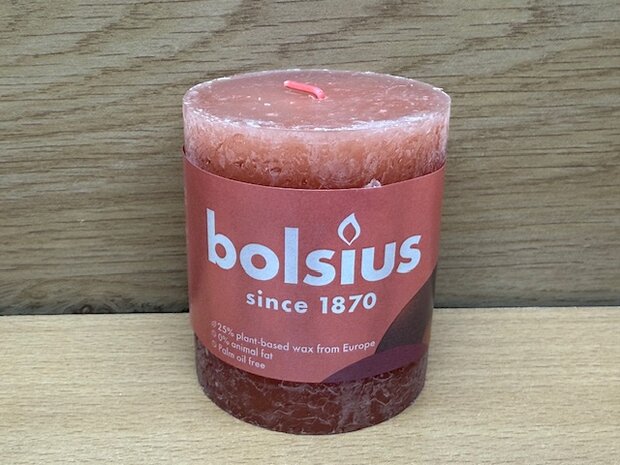 bolsius
since 1870
25% plant-based wax from Europe
0% animal fat
Palm oil free